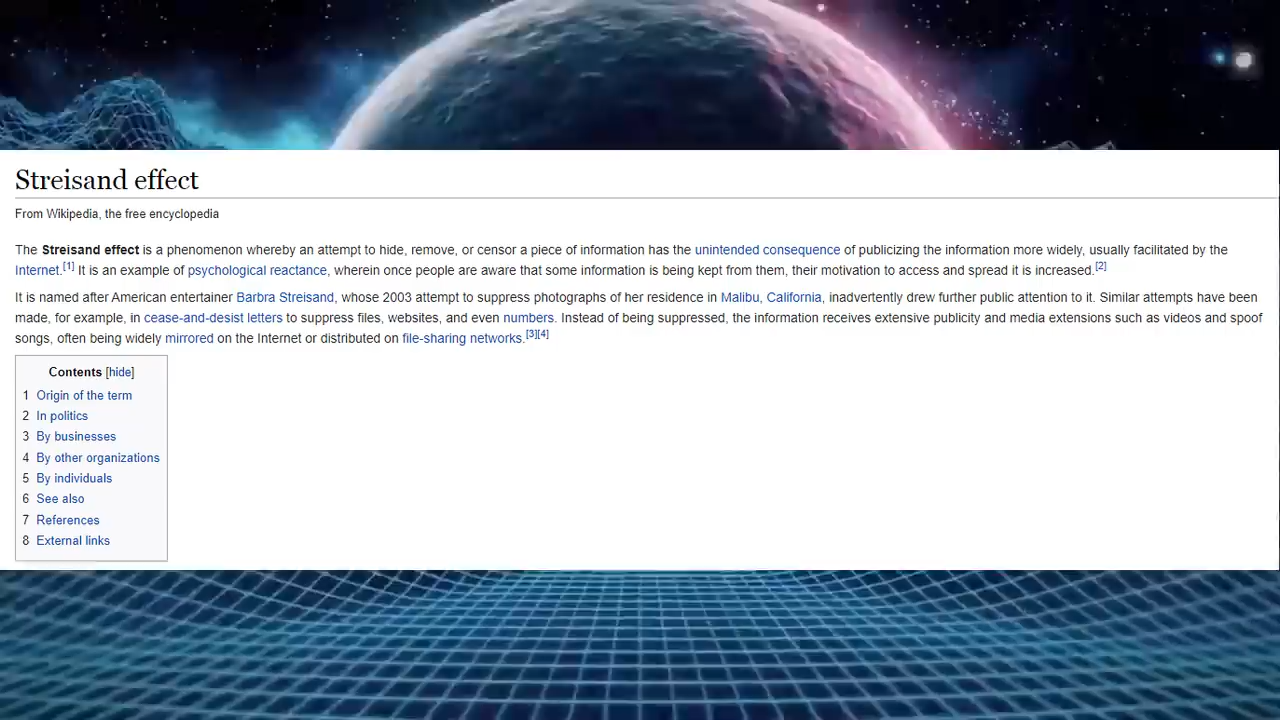 Streisand effect
From Wikipedia, the free encyclopedia
The Streisand effect is a phenomenon whereby an attempt to hide, remove, or censor a piece of information has the unintended consequence of publicizing the information more widely, usually facilitated by the
Internet.[1] It is an example of psychological reactance, wherein once people are aware that some information is being kept from them, their motivation to access and spread it is increased.[2]
It is named after American entertainer Barbra Streisand, whose 2003 attempt to suppress photographs of her residence in Malibu, California, inadvertently drew further public attention to it. Similar attempts have been
made, for example, in cease-and-desist letters to suppress files, websites, and even numbers. Instead of being suppressed, the information receives extensive publicity and media extensions such as videos and spoof
songs, often being widely mirrored on the Internet or distributed on file-sharing networks.[3][4]
Contents [hide]
1 Origin of the term
2 In politics
3 By businesses
4 By other organizations
5 By individuals
6 See also
7 References
8 External links